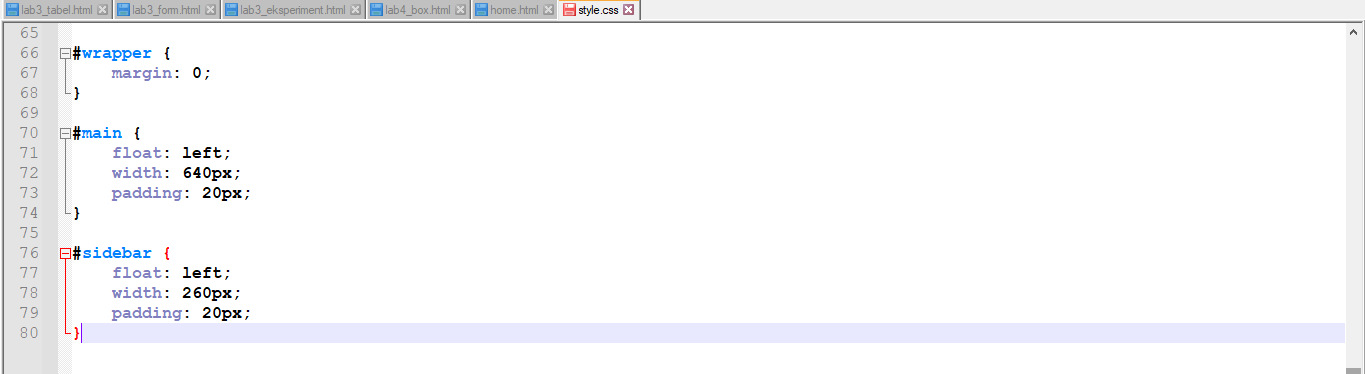 lab3_tabel.html lab3_form.html lab3_eksperiment.html lab4_box.html home.html style.css
65
66 #wrapper {
67 margin: 0;
68 }
69
70 #main {
71 float: left;
72 width: 640px;
73 padding: 20px;
74 }
75
76 #sidebar {
77 float: left;
78 width: 260px;
79 padding: 20px;
80 }